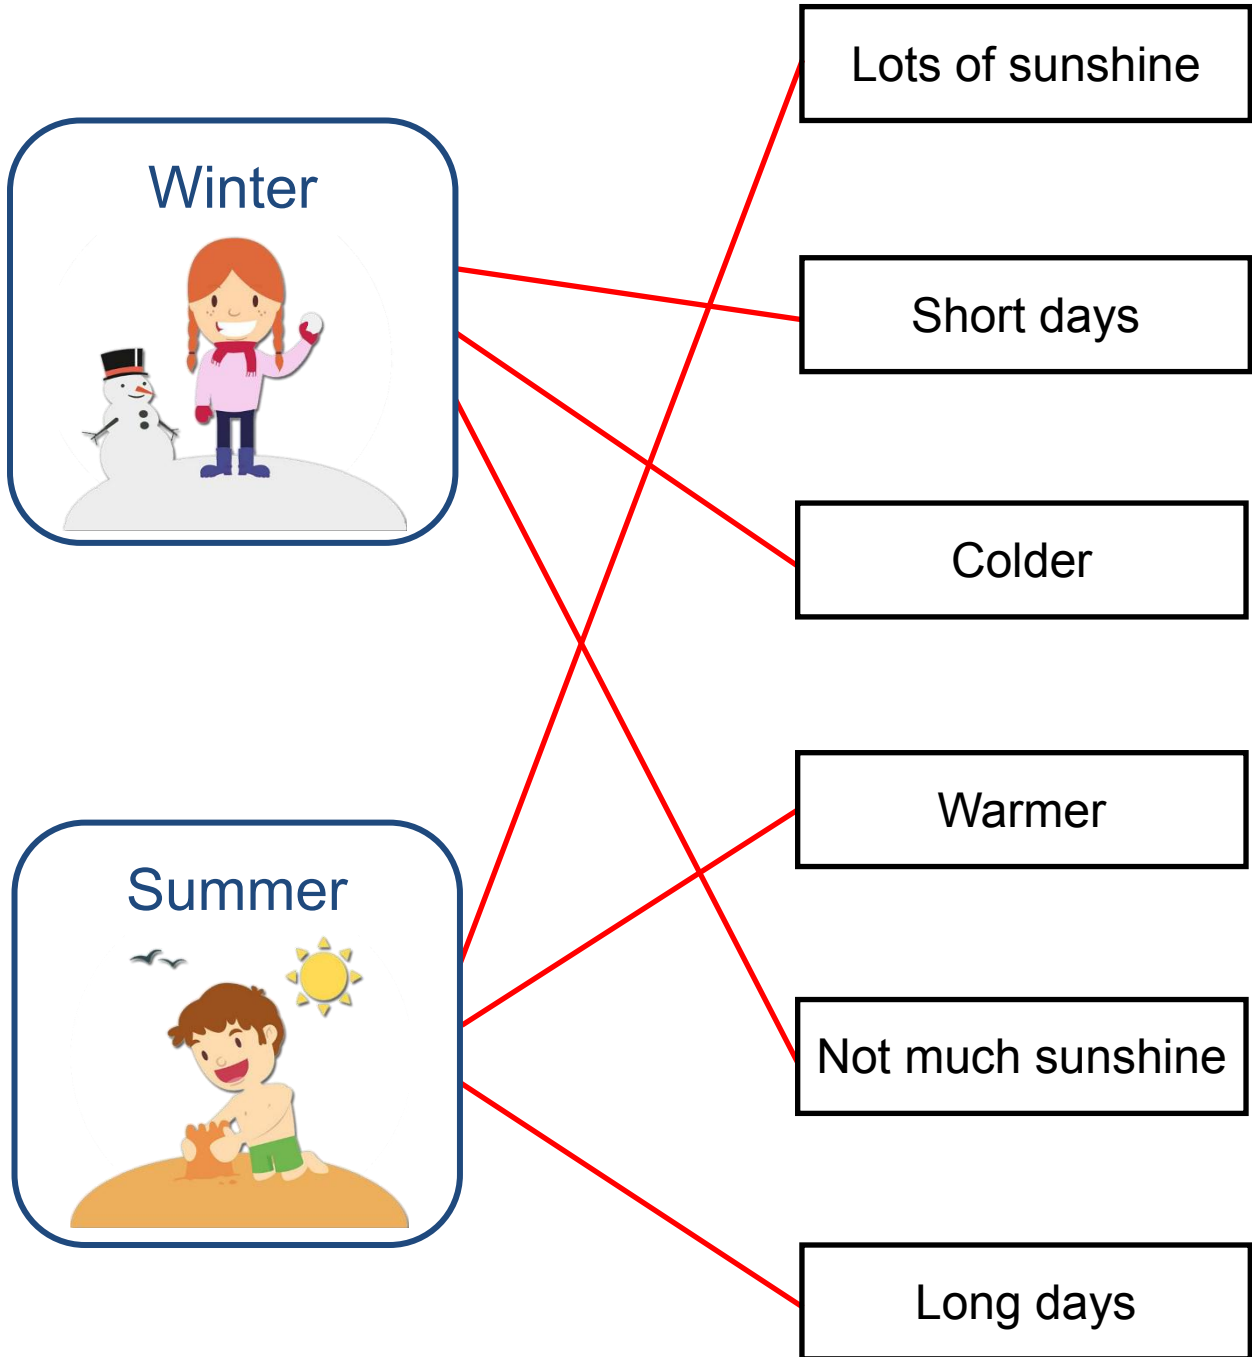 Winter
Summer
Lots of sunshine
Short days
Colder
Warmer
Not much sunshine
Long days